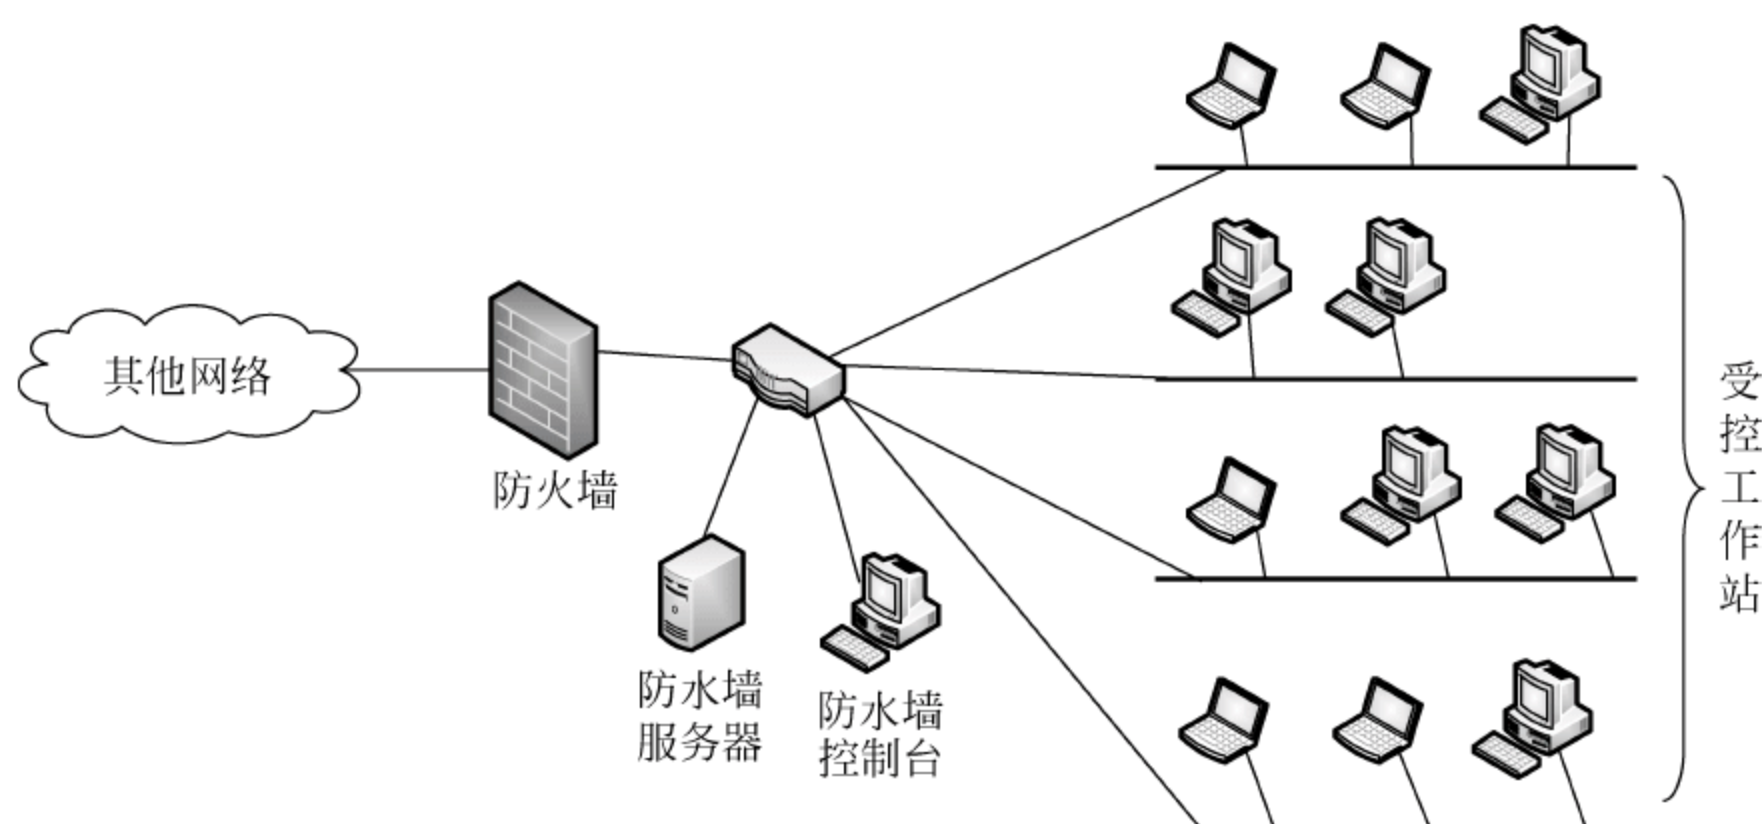 其他网络
防火墙
防水墙
服务器
防水墙
控制台
受控工作站